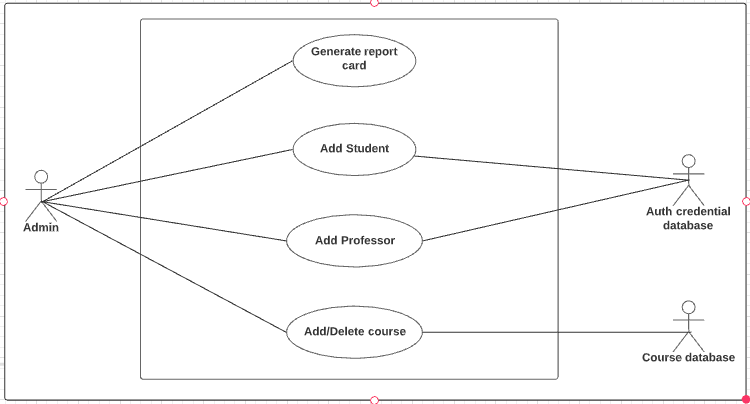 Generate report
card
Add Student
Admin
Auth credential
database
Add Professor
Add/Delete course
Course database